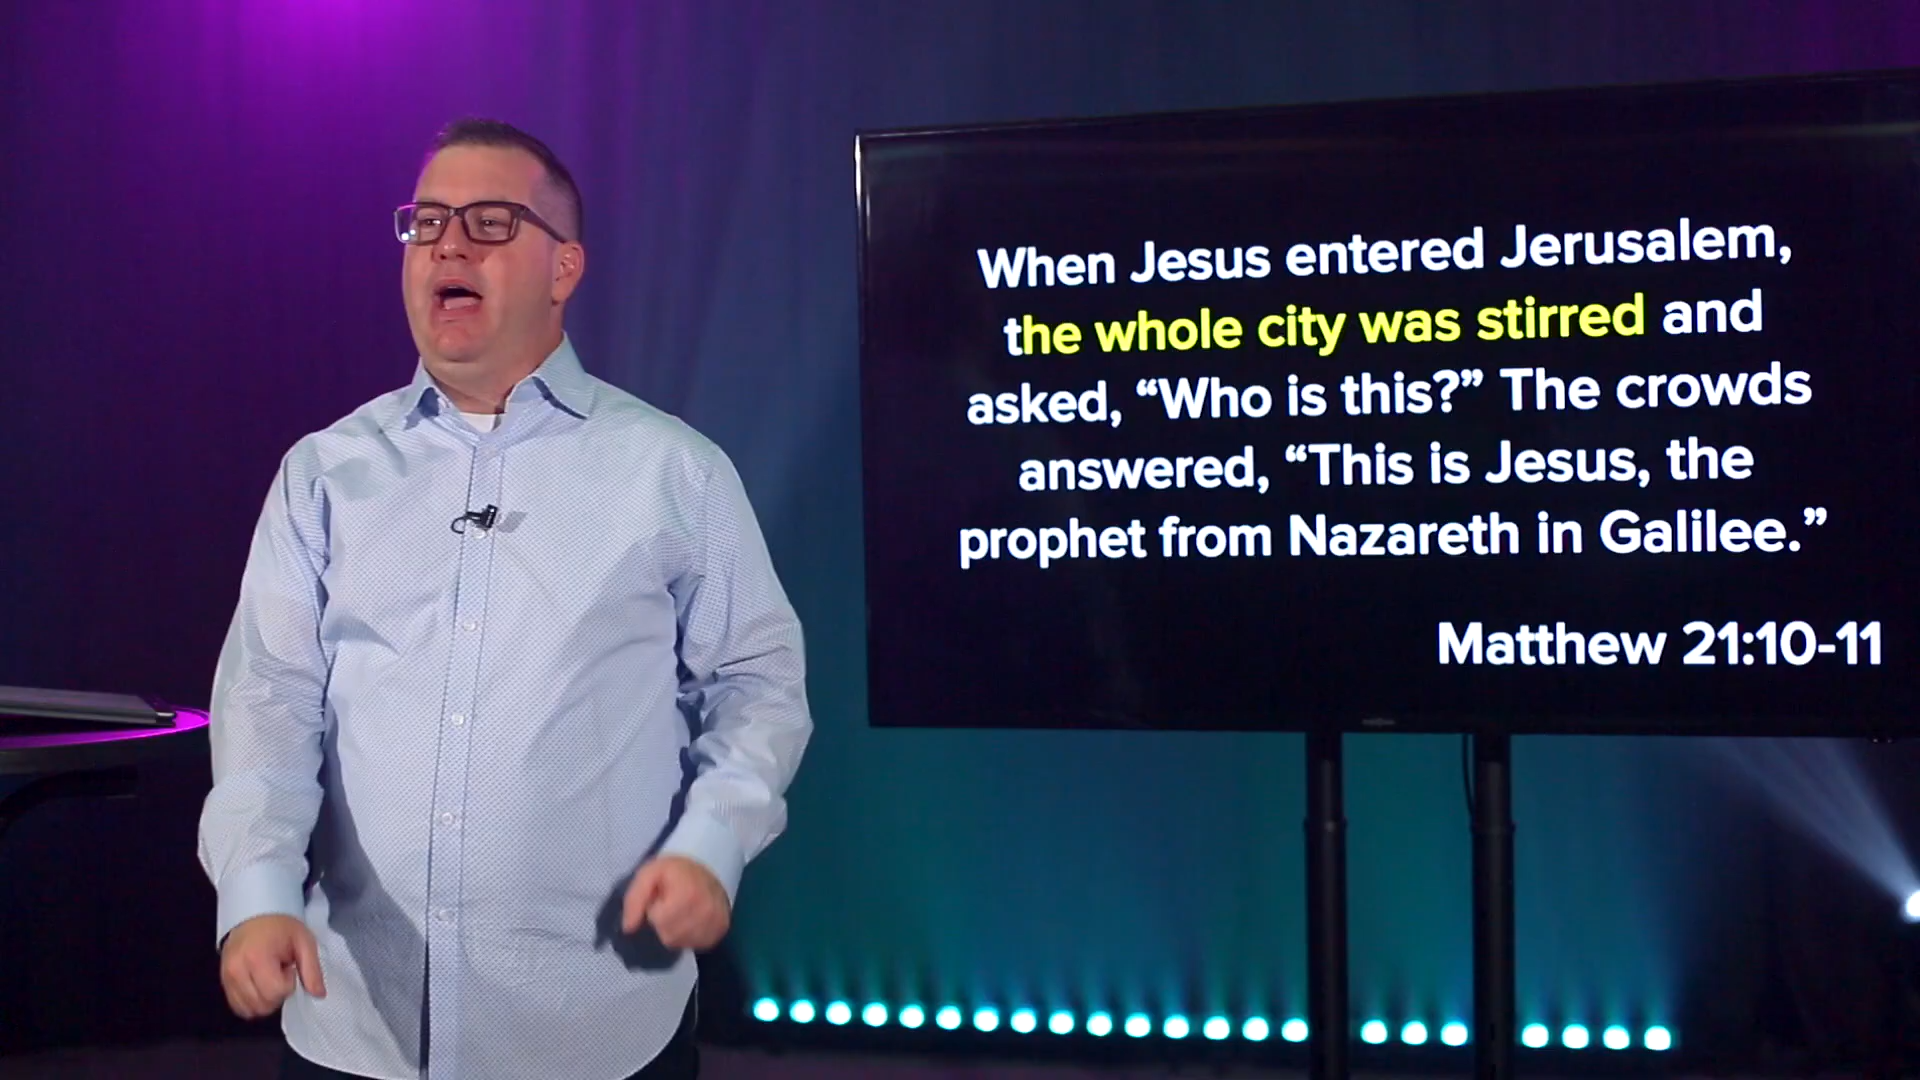 When Jesus entered Jerusalem,
the whole city was stirred and
asked, “Who is this?” The crowds
answered, “This is Jesus, the
prophet from Nazareth in Galilee.”
Matthew 21:10-11